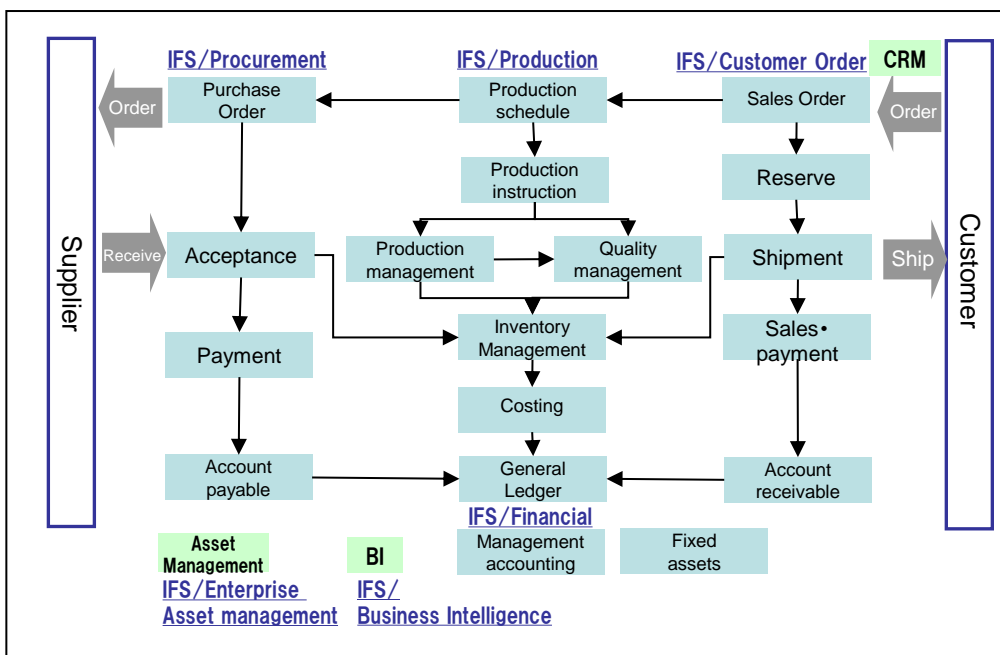 IFS/Procurement
IFS/Production
IFS/Customer Order
CRM
Supplier
Customer
Order
Purchase
Order
Production
schedule
Sales Order
Order
Production
instruction
Reserve
Receive
Acceptance
Production
management
Quality
management
Shipment
Ship
Payment
Inventory
Management
Sales・
payment
Costing
Account
payable
General
Ledger
Account
receivable
IFS/Financial
Management
accounting
Fixed
assets
Asset
Management
BI
IFS/Enterprise
Asset management
IFS/
Business Intelligence